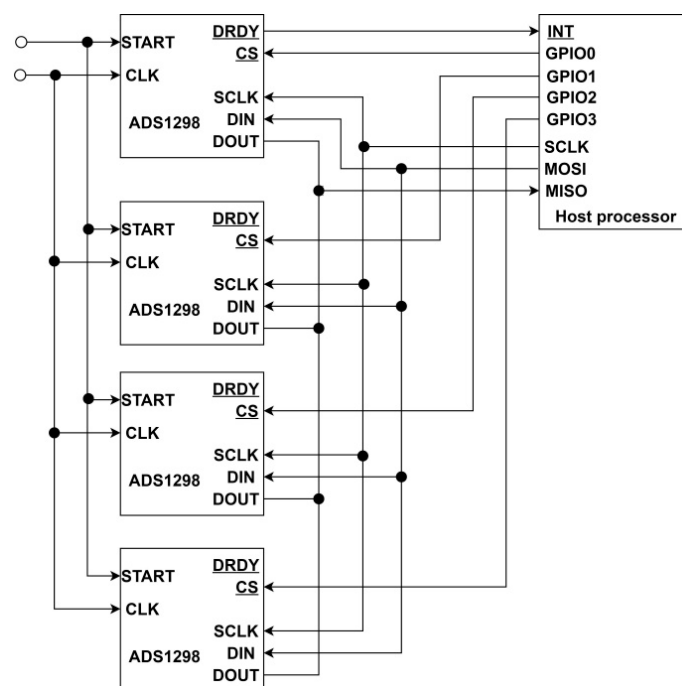 START
CLK
DRDY
CS
SCLK
DIN
DOUT
ADS1298
INT
GPIO0
GPIO1
GPIO2
GPIO3
SCLK
MOSI
MISO
Host processor
START
CLK
DRDY
CS
SCLK
DIN
DOUT
ADS1298
START
CLK
DRDY
CS
SCLK
DIN
DOUT
ADS1298
START
CLK
DRDY
CS
SCLK
DIN
DOUT
ADS1298